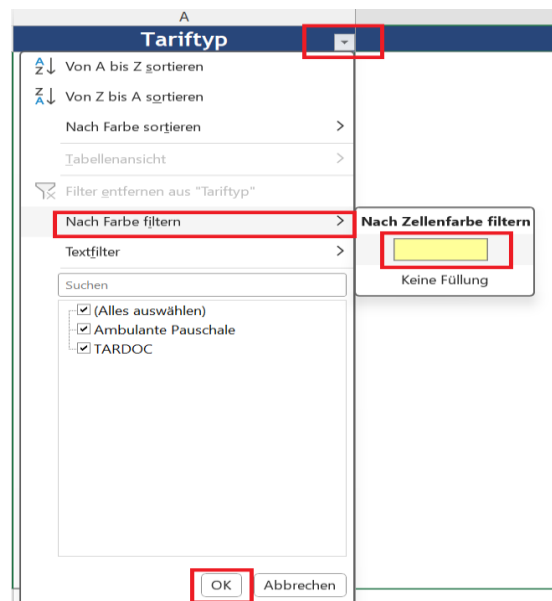 A
Tariftyp
Von A bis Z sortieren
Von Z bis A sortieren
Nach Farbe sortieren
Tabellenansicht
Filter entfernen aus "Tariftyp"
Nach Farbe filtern
Nach Zellenfarbe filtern
Keine Füllung
Textfilter
Suchen
(Alles auswählen)
Ambulante Pauschale
TARDOC
OK
Abbrechen